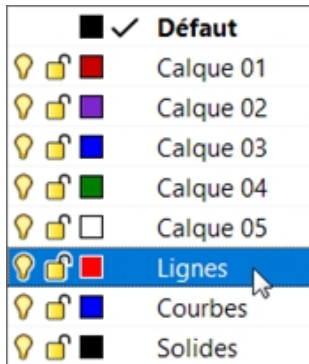 Défaut
Calque 01
Calque 02
Calque 03
Calque 04
Calque 05
Lignes
Courbes
Solides